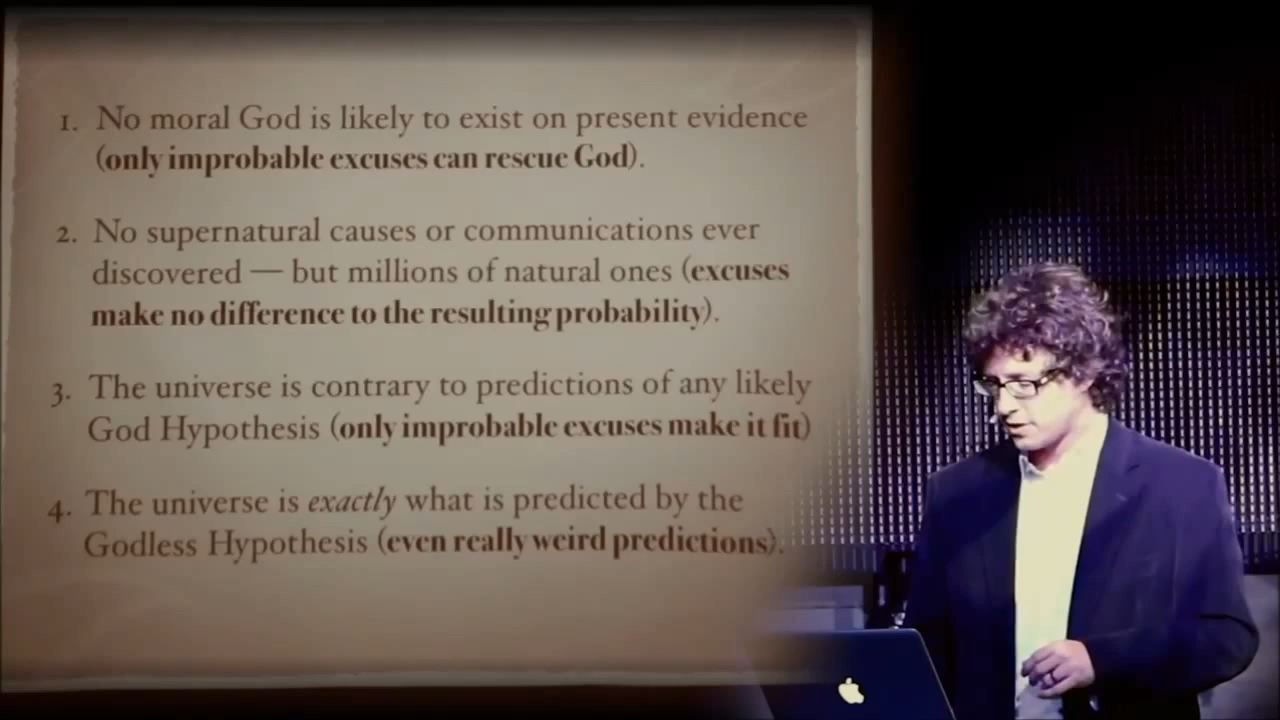 1. No moral God is likely to exist on present evidence
(only improbable excuses can rescue God).
2. No supernatural causes or communications ever
discovered — but millions of natural ones (excuses
make no difference to the resulting probability).
3. The universe is contrary to predictions of any likely
God Hypothesis (only improbable excuses make it fit)
4. The universe is exactly what is predicted by the
Godless Hypothesis (even really weird predictions).